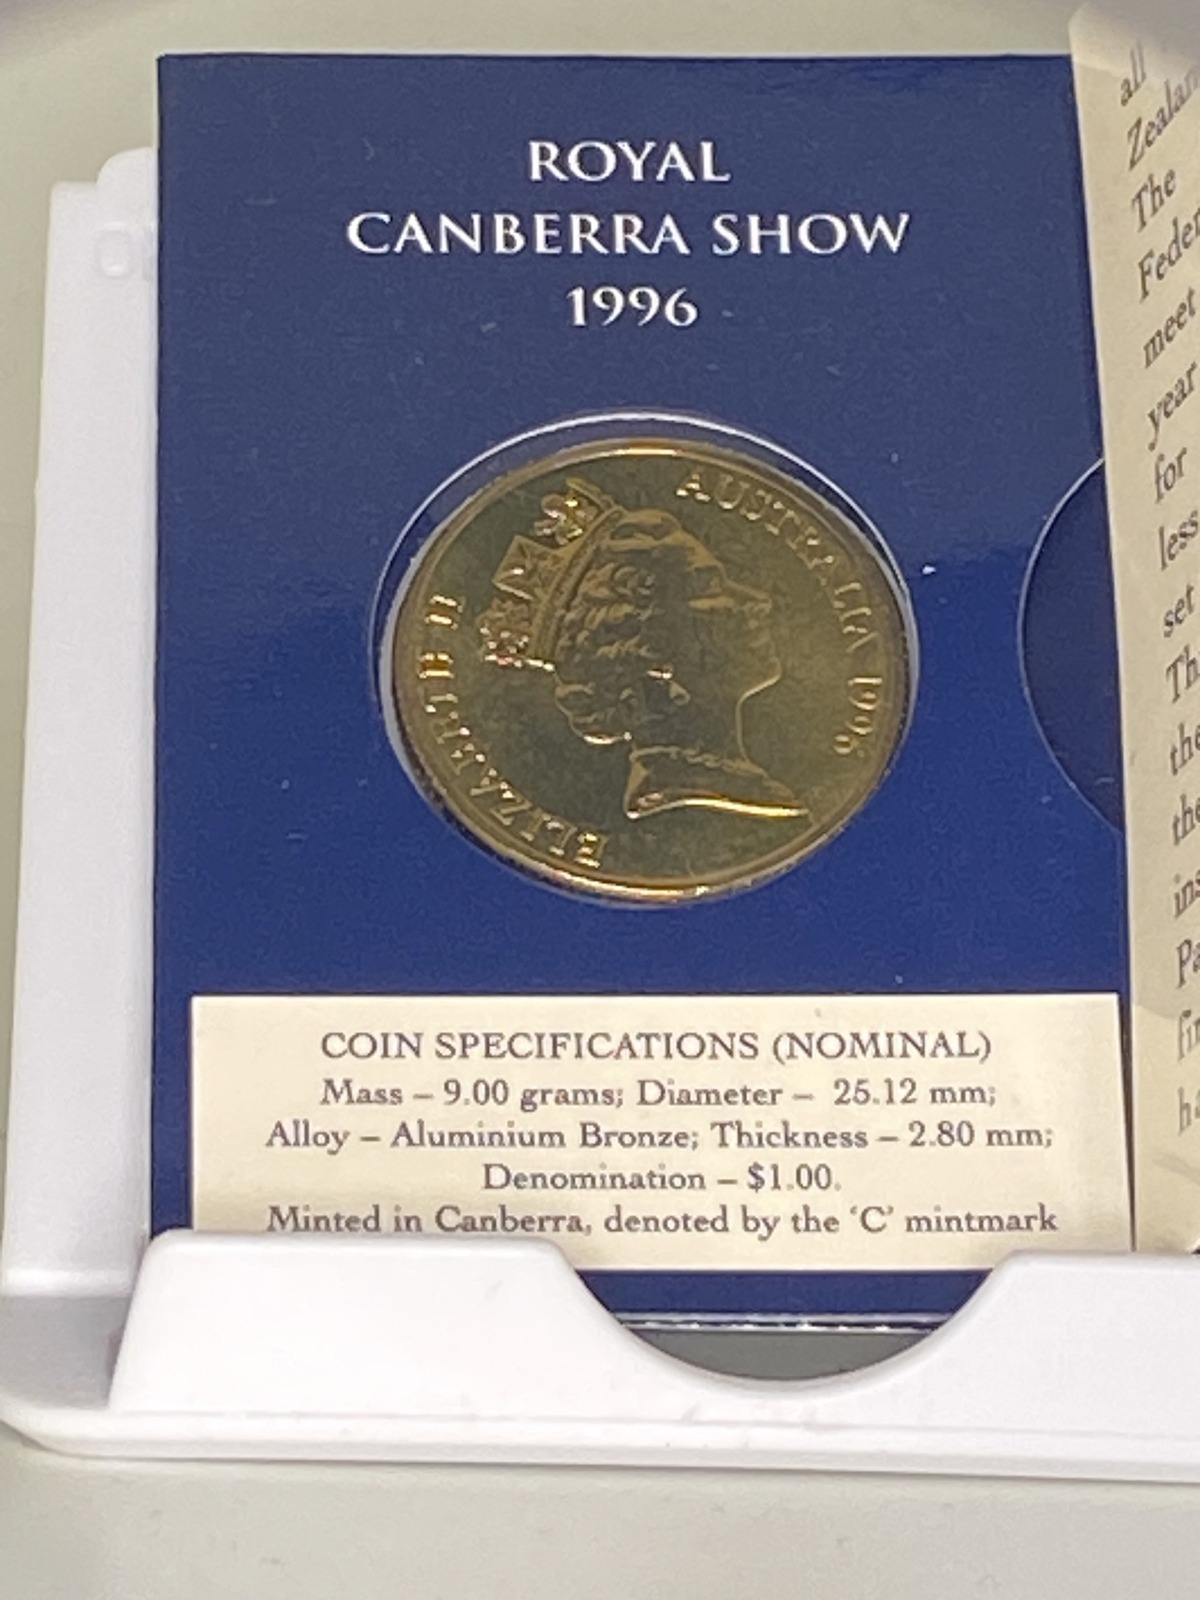 ROYAL
CANBERRA SHOW
1996
ELIZABETH II
AUSTRALIA 1996
COIN SPECIFICATIONS (NOMINAL)
Mass – 9.00 grams; Diameter – 25.12 mm;
Alloy – Aluminium Bronze; Thickness – 2.80 mm;
Denomination – $1.00.
Minted in Canberra, denoted by the ‘C’ mintmark
all
The
meet
year
for
less
set